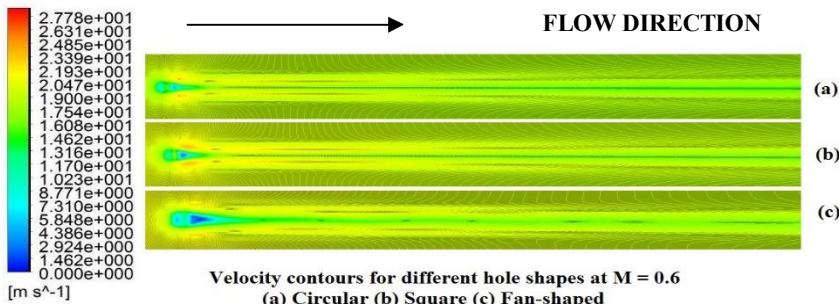 FLOW DIRECTION
2.778e+001
2.631e+001
2.485e+001
2.339e+001
2.193e+001
2.047e+001
1.900e+001
1.754e+001
1.608e+001
1.462e+001
1.316e+001
1.170e+001
1.023e+001
8.771e+000
7.310e+000
5.848e+000
4.386e+000
2.924e+000
1.462e+000
0.000e+000
[m s^-1]
(a)
(b)
(c)
Velocity contours for different hole shapes at M = 0.6
(a) Circular (b) Square (c) Fan-shaped